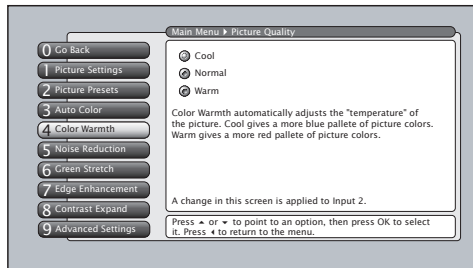 Main Menu ▸ Picture Quality
0 Go Back
1 Picture Settings
2 Picture Presets
3 Auto Color
4 Color Warmth
5 Noise Reduction
6 Green Stretch
7 Edge Enhancement
8 Contrast Expand
9 Advanced Settings
Cool
Normal
Warm
Color Warmth automatically adjusts the "temperature" of
the picture. Cool gives a more blue pallete of picture colors.
Warm gives a more red pallete of picture colors.
A change in this screen is applied to Input 2.
Press ▴ or ▾ to point to an option, then press OK to select
it. Press ◂ to return to the menu.